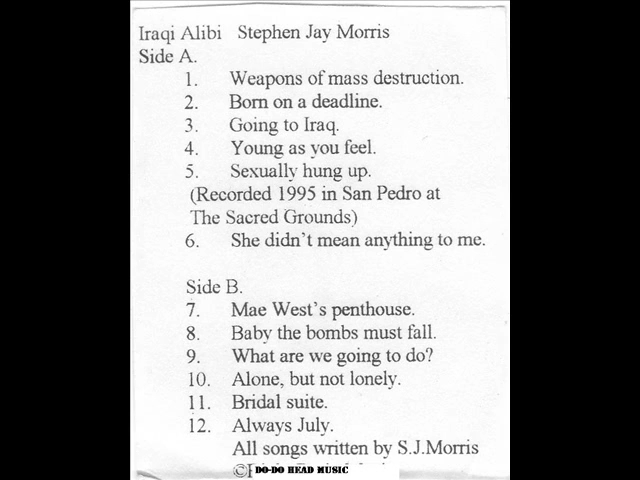 Iraqi Alibi Stephen Jay Morris
Side A.
1. Weapons of mass destruction.
2. Born on a deadline.
3. Going to Iraq.
4. Young as you feel.
5. Sexually hung up.
(Recorded 1995 in San Pedro at
The Sacred Grounds)
6. She didn't mean anything to me.
Side B.
7. Mae West's penthouse.
8. Baby the bombs must fall.
9. What are we going to do?
10. Alone, but not lonely.
11. Bridal suite.
12. Always July.
All songs written by S.J.Morris
© DO-DO HEAD MUSIC